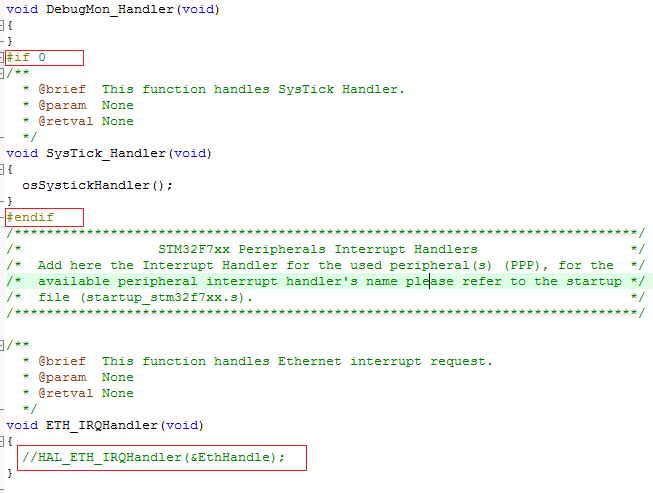 void DebugMon_Handler(void)
{
}
#if 0
/**
  * @brief  This function handles SysTick Handler.
  * @param  None
  * @retval None
  */
void SysTick_Handler(void)
{
  osSystickHandler();
}
#endif
/******************************************************************************/
/*                 STM32F7xx Peripherals Interrupt Handlers                   */
/*  Add here the Interrupt Handler for the used peripheral(s) (PPP), for the  */
/*  available peripheral interrupt handler's name please refer to the startup */
/*  file (startup_stm32f7xx.s).                                               */
/******************************************************************************/
/**
  * @brief  This function handles Ethernet interrupt request.
  * @param  None
  * @retval None
  */
void ETH_IRQHandler(void)
{
  //HAL_ETH_IRQHandler(&EthHandle);
}